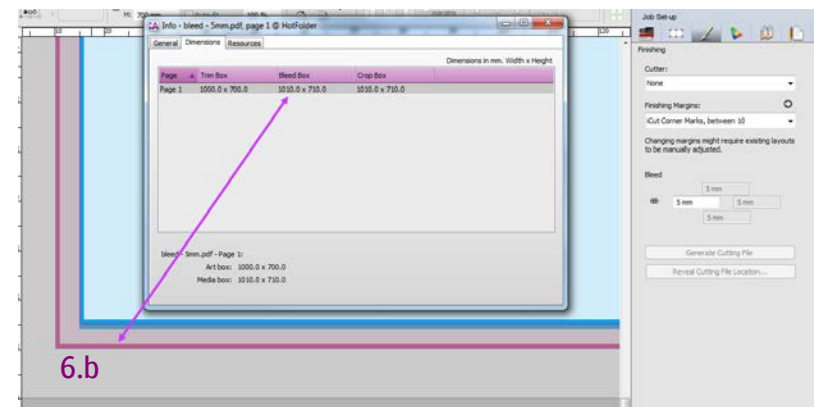 H: 700
Info - bleed - 5mm.pdf, page 1 @ HotFolder
Job Set-up
General Dimensions Resources
Dimensions in mm. Width x Height
Page Trim Box Bleed Box Crop Box
Page 1 1000.0 x 700.0 1010.0 x 710.0 1010.0 x 710.0
bleed - 5mm.pdf - Page 1:
Art box: 1000.0 x 700.0
Media box: 1010.0 x 710.0
6.b
10 20 120
Finishing
Cutter:
None
Finishing Margins:
iCut Corner Marks, between 10
Changing margins might require existing layouts
to be manually adjusted.
Bleed
5 mm
5 mm 5 mm
5 mm
Generate Cutting File
Reveal Cutting File Location...